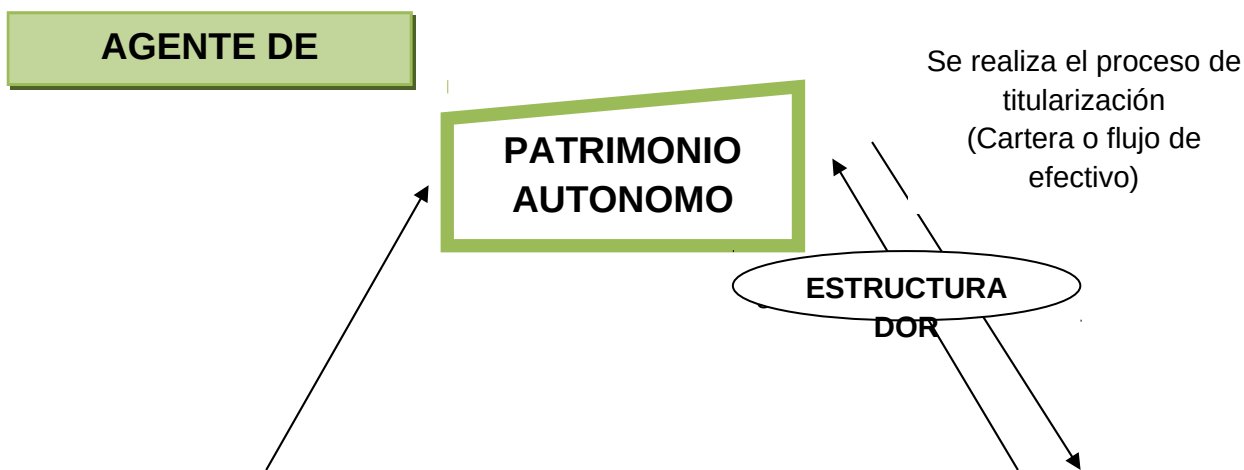 AGENTE DE
Se realiza el proceso de
titularización
(Cartera o flujo de
efectivo)
PATRIMONIO
AUTONOMO
ESTRUCTURA
DOR